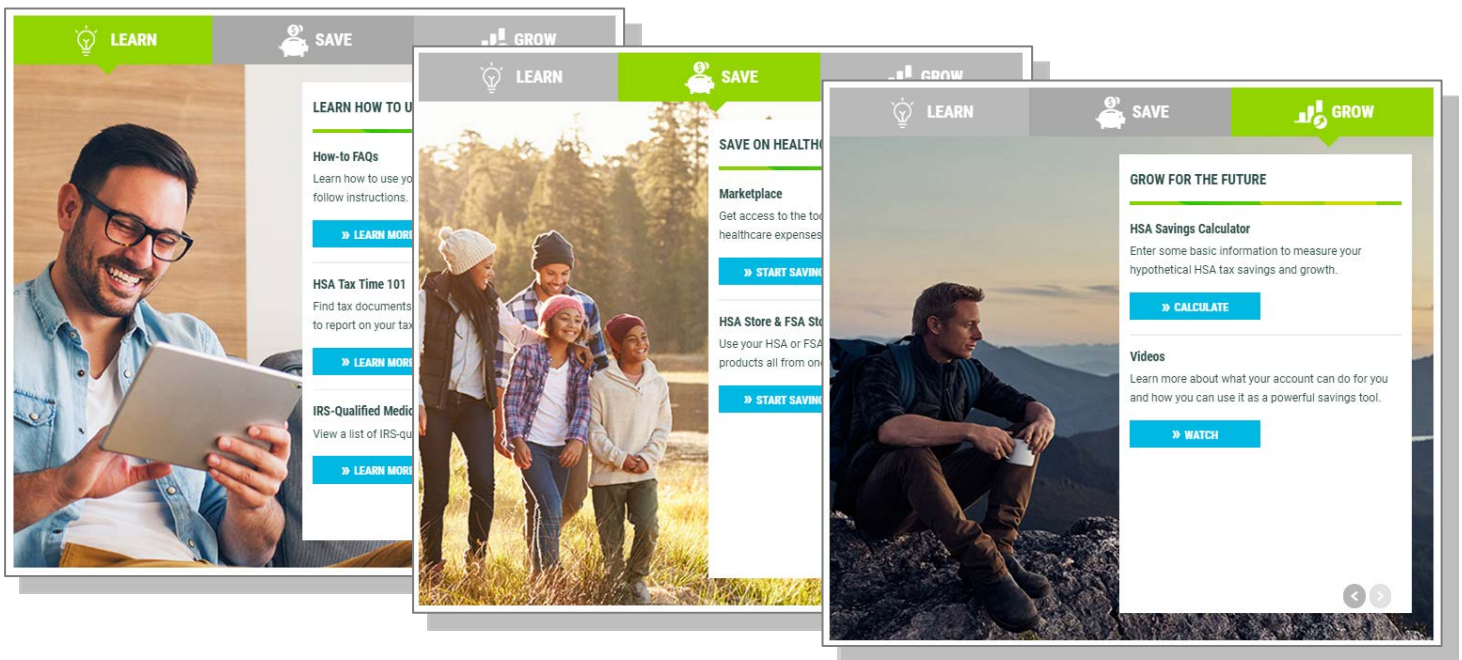 LEARN
SAVE
GROW
LEARN HOW TO U
How-to FAQs
Learn how to use yo
follow instructions.
» LEARN MORE
HSA Tax Time 101
Find tax documents
to report on your tax
» LEARN MORE
IRS-Qualified Medic
View a list of IRS-qu
» LEARN MORE
LEARN
SAVE
GROW
SAVE ON HEALTHC
Marketplace
Get access to the too
healthcare expenses
» START SAVING
HSA Store & FSA Sto
Use your HSA or FSA
products all from one
» START SAVING
LEARN
SAVE
GROW
GROW FOR THE FUTURE
HSA Savings Calculator
Enter some basic information to measure your
hypothetical HSA tax savings and growth.
» CALCULATE
Videos
Learn more about what your account can do for you
and how you can use it as a powerful savings tool.
» WATCH